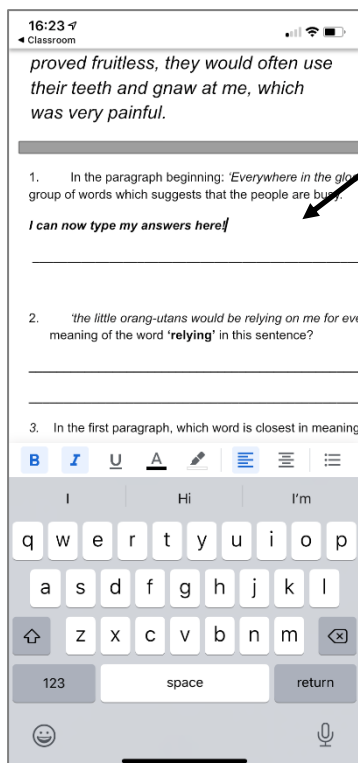 16:23
◀ Classroom
proved fruitless, they would often use
their teeth and gnaw at me, which
was very painful.
1. In the paragraph beginning: ‘Everywhere in the glo
group of words which suggests that the people are busy.
I can now type my answers here!
2. ‘the little orang-utans would be relying on me for eve
meaning of the word ‘relying’ in this sentence?
3. In the first paragraph, which word is closest in meaning
B I U A
I Hi I’m
q w e r t y u i o p
a s d f g h j k l
z x c v b n m
123 space return